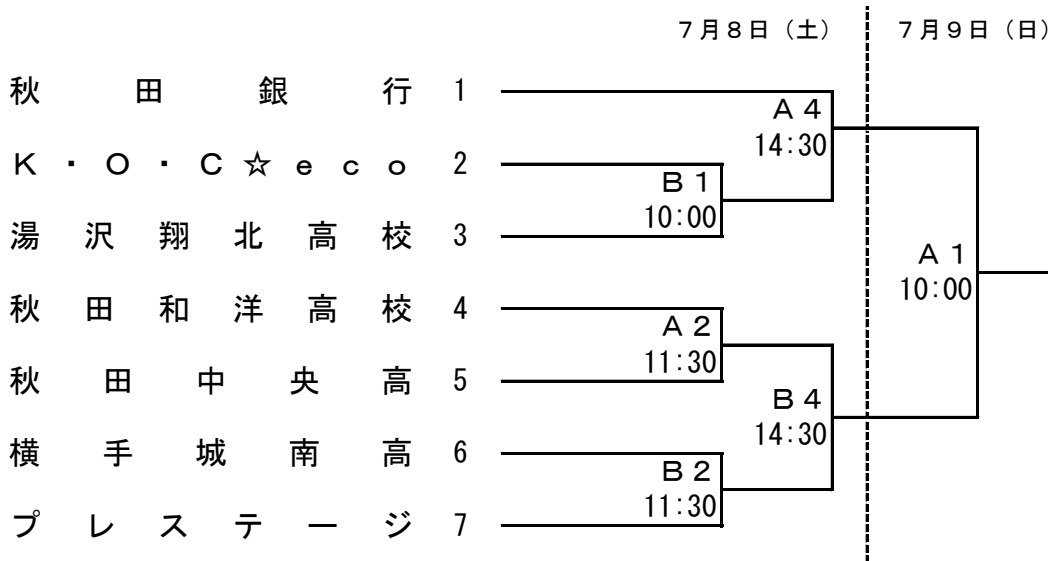 7月8日（土） 7月9日（日）
秋田銀行 1
A4
14:30
K・O・C☆eco 2
B1
10:00
湯沢翔北高校 3
A1
10:00
秋田和洋高校 4
A2
11:30
秋田中央高 5
B4
14:30
横手城南高 6
B2
11:30
プレステージ 7